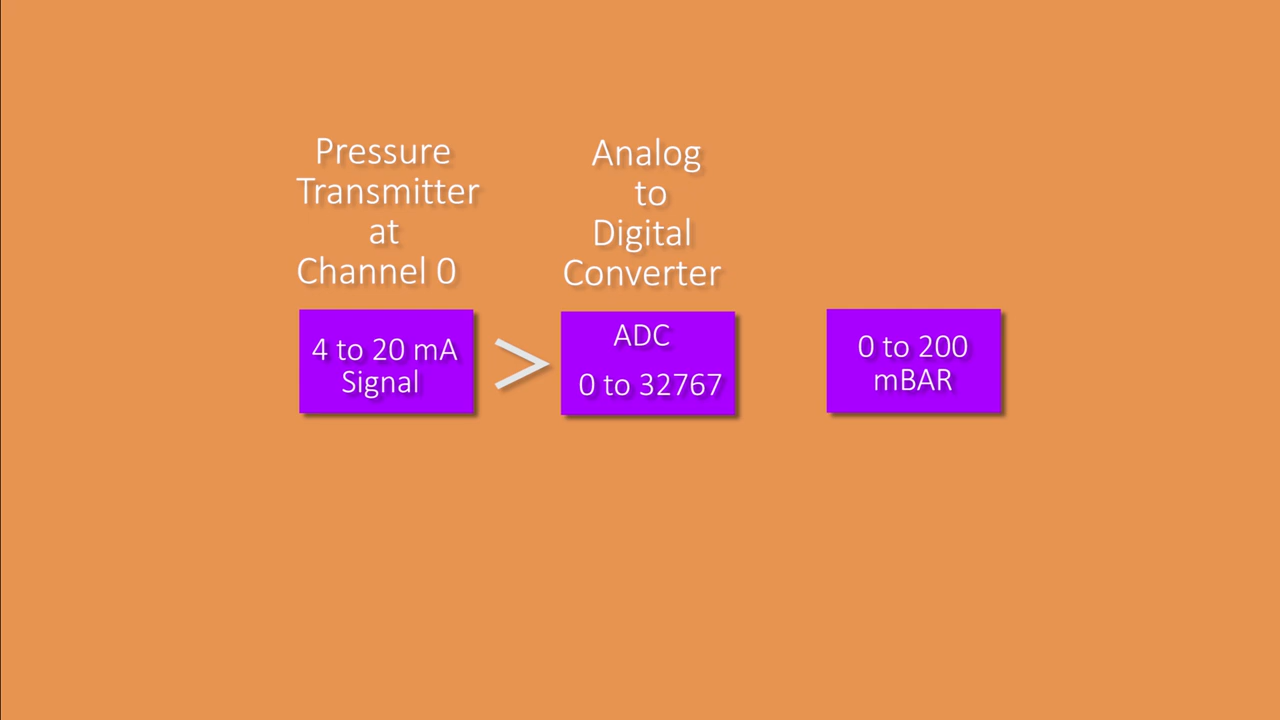 Pressure
Transmitter
at
Channel 0
4 to 20 mA
Signal
>
Analog
to
Digital
Converter
ADC
0 to 32767
0 to 200
mBAR